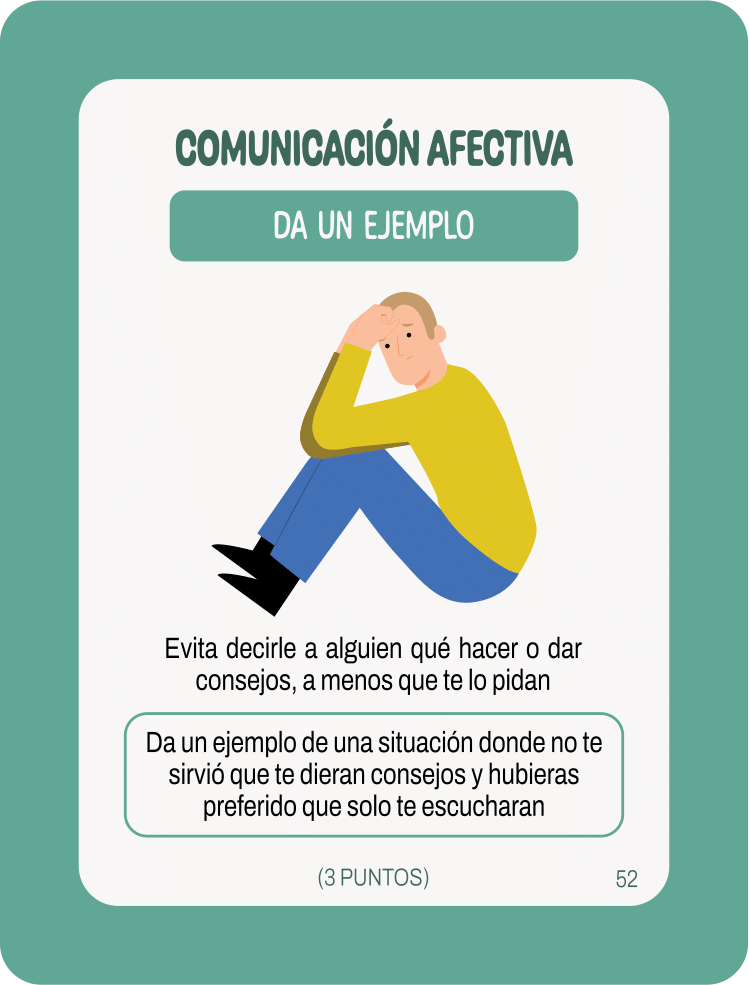 COMUNICACIÓN AFECTIVA
DA UN EJEMPLO
Evita decirle a alguien qué hacer o dar
consejos, a menos que te lo pidan
Da un ejemplo de una situación donde no te
sirvió que te dieran consejos y hubieras
preferido que solo te escucharan
(3 PUNTOS)
52